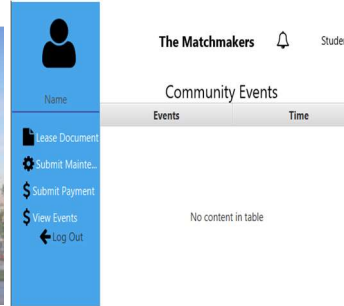 The Matchmakers
Studer
Name
Lease Document
Submit Mainte...
Submit Payment
View Events
Log Out
Community Events
Events Time
No content in table